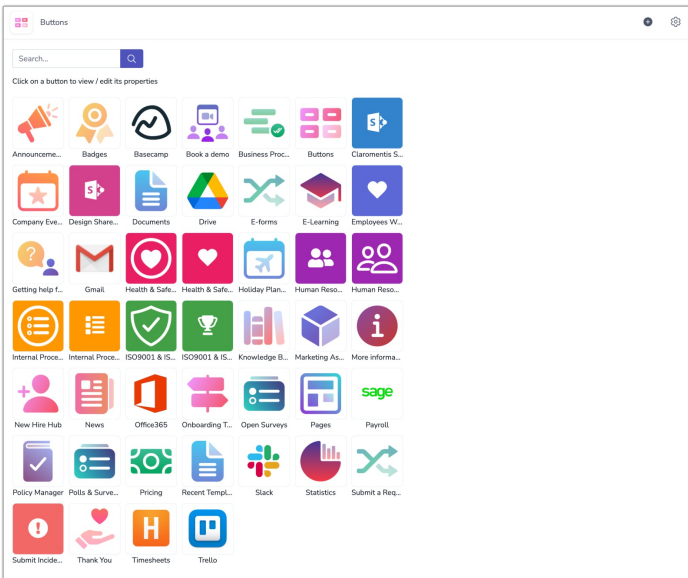 Buttons
Search...
Click on a button to view / edit its properties
Announceme... Badges Basecamp Book a demo Business Proc... Buttons Claromentis S...
Company Eve... Design Share... Documents Drive E-forms E-Learning Employees W...
Getting help f... Gmail Health & Safe... Health & Safe... Holiday Plan... Human Reso... Human Reso...
Internal Proce... Internal Proce... ISO9001 & IS... ISO9001 & IS... Knowledge B... Marketing As... More informa...
sage
New Hire Hub News Office365 Onboarding T... Open Surveys Pages Payroll
Policy Manager Polls & Surve... Pricing Recent Templ... Slack Statistics Submit a Req...
H
Submit Incide... Thank You Timesheets Trello